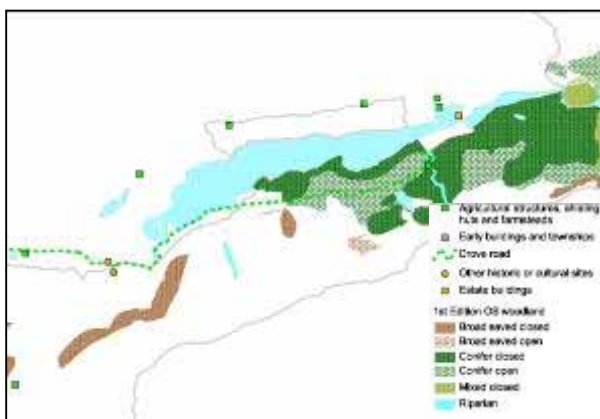 Agricultural structures, shieling
huts and farmsteads
Early buildings and townships
Drove road
Other historic or cultural sites
Estate buildings
1st Edition OS woodland
Broad leaved closed
Broad leaved open
Conifer closed
Conifer open
Mixed closed
Riparian